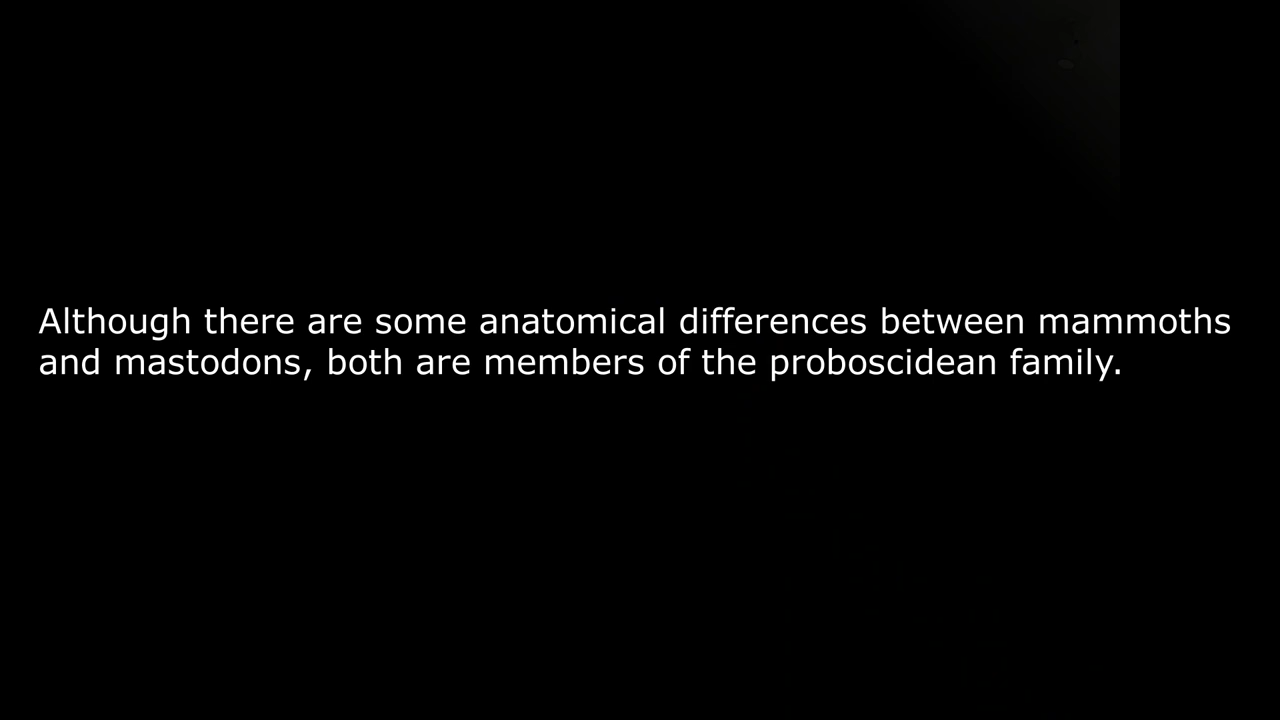 Although there are some anatomical differences between mammoths
and mastodons, both are members of the proboscidean family.